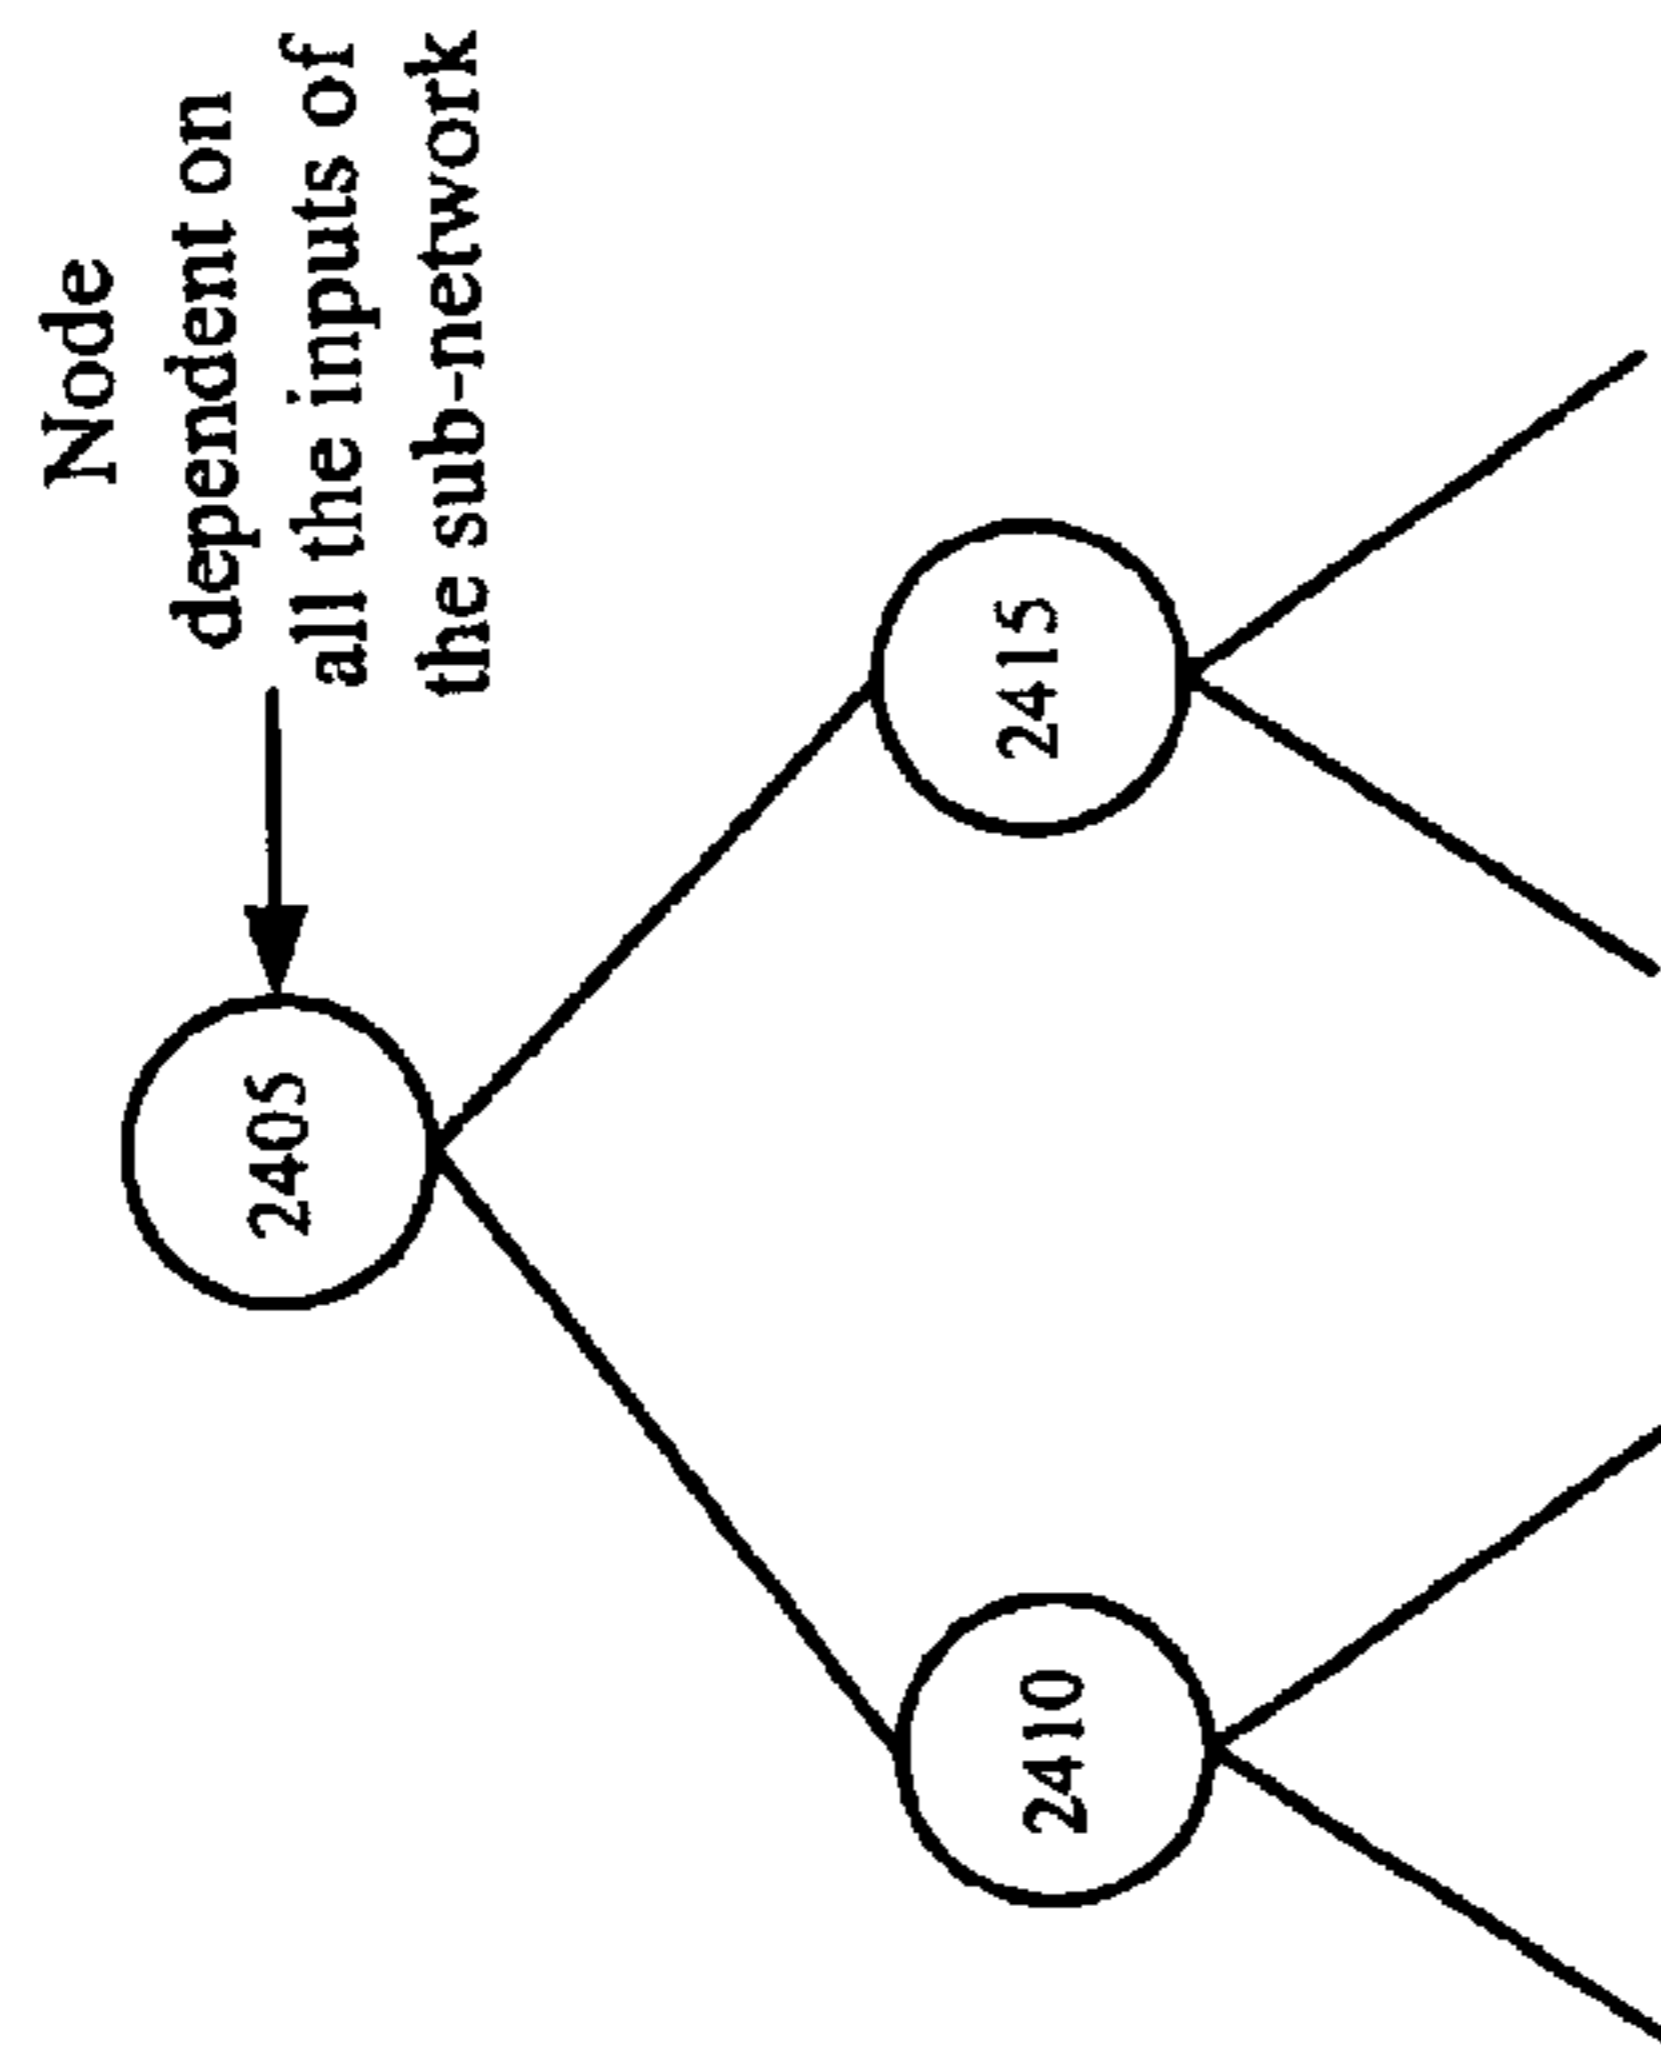 Node
dependent on
all the inputs of
the sub-network
2405
2410
2415